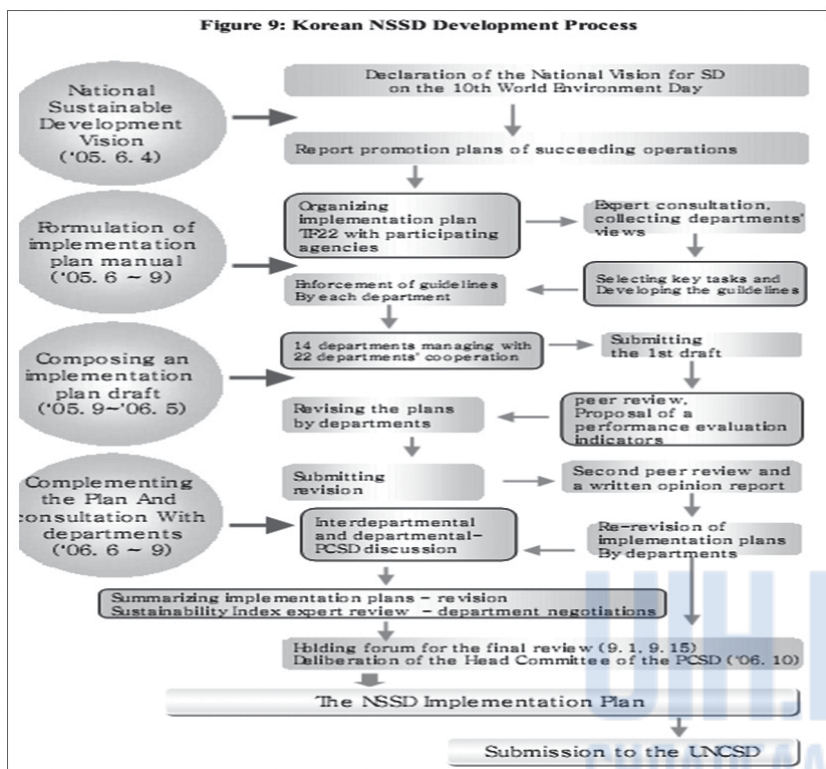 Figure 9: Korean NSSD Development Process
National
Sustainable
Development
Vision
('05. 6. 4)
Declaration of the National Vision for SD
on the 10th World Environment Day
Report promotion plans of succeeding operations
Formulation of
implementation
plan manual
('05. 6 ~ 9)
Organizing
implementation plan
TF22 with participating
agencies
Expert consultation,
collecting departments'
views
Enforcement of guidelines
By each department
Selecting key tasks and
Developing the guildelines
Composing an
implementation
plan draft
('05. 9~'06. 5)
14 departments managing with
22 departments' cooperation
Submitting
the 1st draft
Revising the plans
by departments
peer review,
Proposal of a
performance evaluation
indicators
Complementing
the Plan And
consultation With
departments
('06. 6 ~ 9)
Submitting
revision
Second peer review and
a written opinion report
Interdepartmental
and departmental-
PCSD discussion
Re-revision of
implementation plans
By departments
Summarizing implementation plans - revision
Sustainability Index expert review - department negotiations
Holding forum for the final review (9. 1, 9. 15)
Deliberation of the Head Committee of the PCSD ('06. 10)
The NSSD Implementation Plan
Submission to the UNCSD